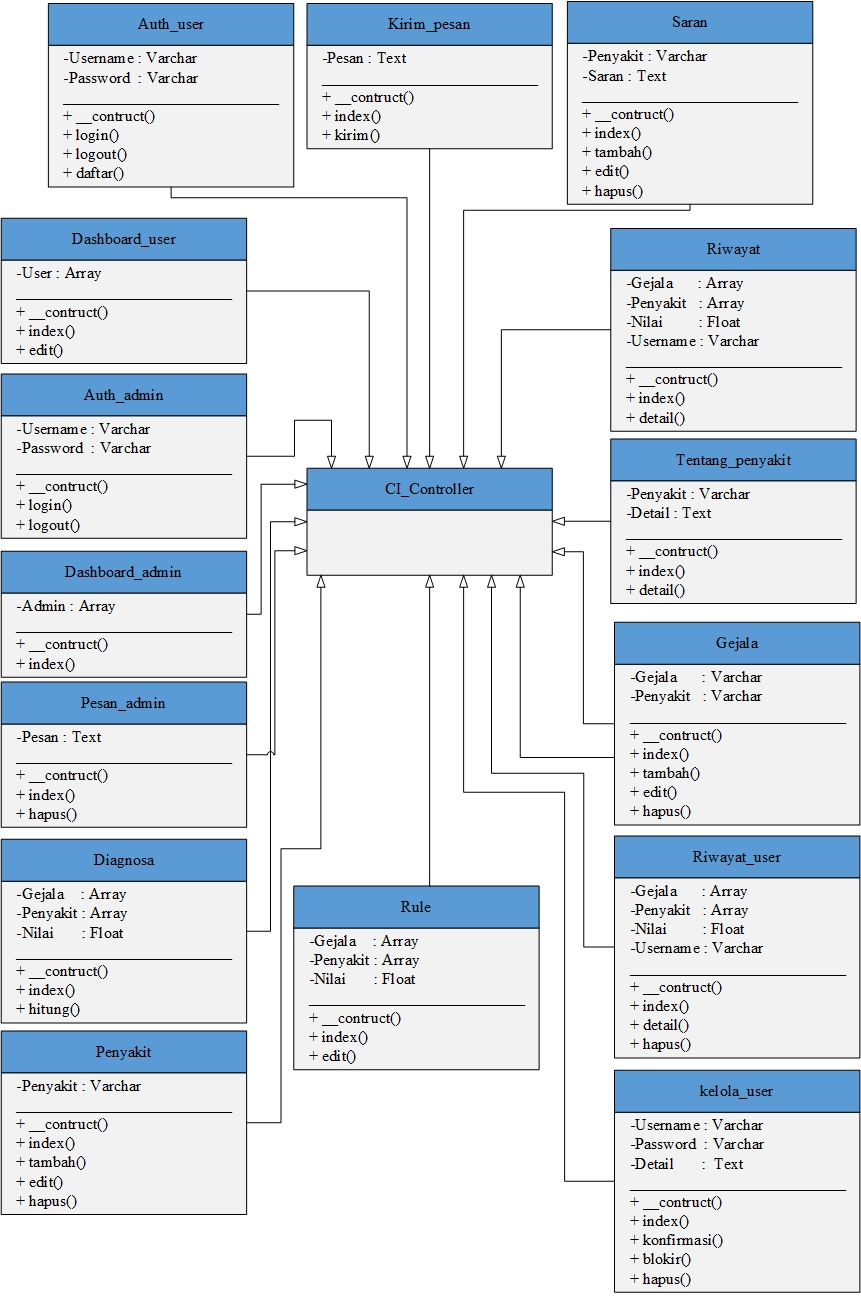 Auth_user
-Username : Varchar
-Password : Varchar
+ __contruct()
+ login()
+ logout()
+ daftar()
Kirim_pesan
-Pesan : Text
+ __contruct()
+ index()
+ kirim()
Saran
-Penyakit : Varchar
-Saran : Text
+ __contruct()
+ index()
+ tambah()
+ edit()
+ hapus()
Dashboard_user
-User : Array
+ __contruct()
+ index()
+ edit()
Riwayat
-Gejala : Array
-Penyakit : Array
-Nilai : Float
-Username : Varchar
+ __contruct()
+ index()
+ detail()
Auth_admin
-Username : Varchar
-Password : Varchar
+ __contruct()
+ login()
+ logout()
CI_Controller
Tentang_penyakit
-Penyakit : Varchar
-Detail : Text
+ __contruct()
+ index()
+ detail()
Dashboard_admin
-Admin : Array
+ __contruct()
+ index()
Gejala
-Gejala : Varchar
-Penyakit : Varchar
+ __contruct()
+ index()
+ tambah()
+ edit()
+ hapus()
Pesan_admin
-Pesan : Text
+ __contruct()
+ index()
+ hapus()
Diagnosa
-Gejala : Array
-Penyakit : Array
-Nilai : Float
+ __contruct()
+ index()
+ hitung()
Rule
-Gejala : Array
-Penyakit : Array
-Nilai : Float
+ __contruct()
+ index()
+ edit()
Riwayat_user
-Gejala : Array
-Penyakit : Array
-Nilai : Float
-Username : Varchar
+ __contruct()
+ index()
+ detail()
+ hapus()
Penyakit
-Penyakit : Varchar
+ __contruct()
+ index()
+ tambah()
+ edit()
+ hapus()
kelola_user
-Username : Varchar
-Password : Varchar
-Detail : Text
+ __contruct()
+ index()
+ konfirmasi()
+ blokir()
+ hapus()